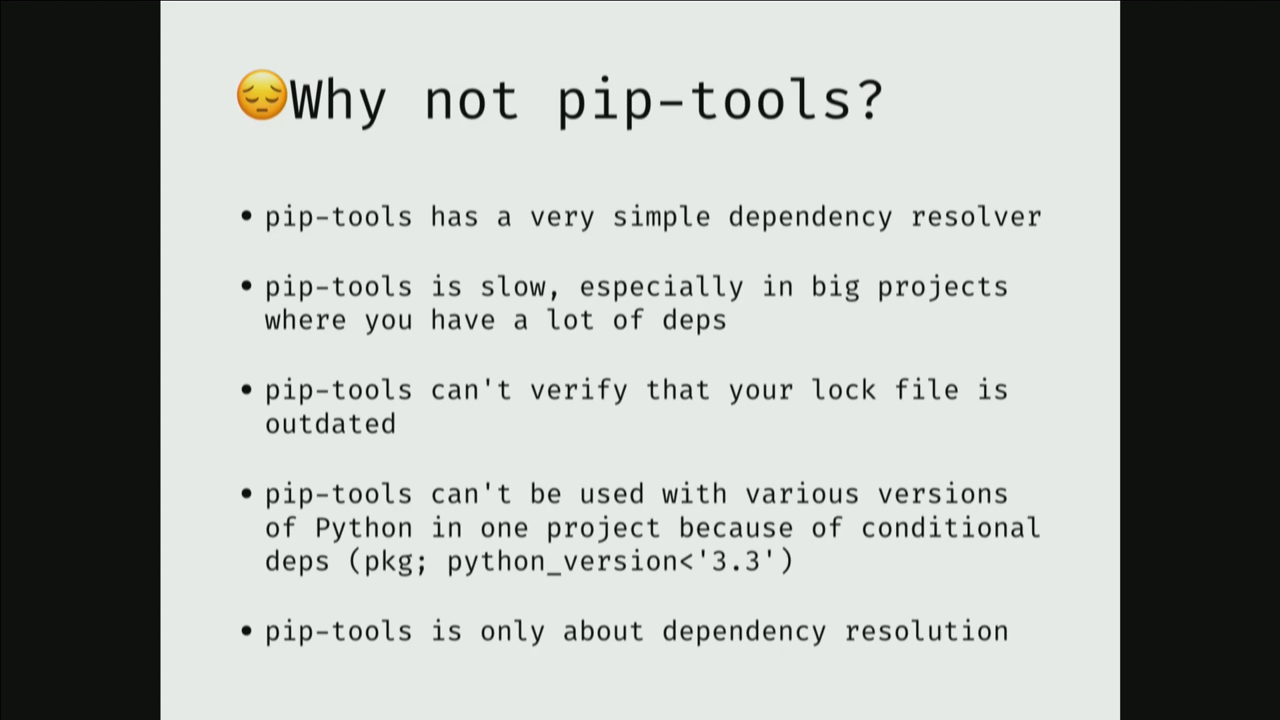 😔Why not pip-tools?
• pip-tools has a very simple dependency resolver
• pip-tools is slow, especially in big projects
where you have a lot of deps
• pip-tools can't verify that your lock file is
outdated
• pip-tools can't be used with various versions
of Python in one project because of conditional
deps (pkg; python_version<'3.3')
• pip-tools is only about dependency resolution